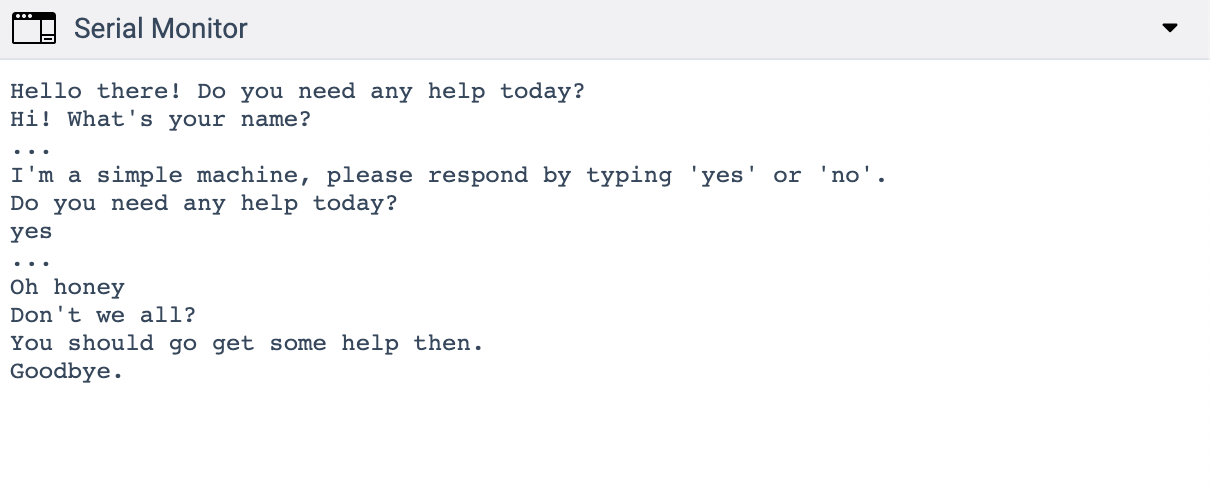 Serial Monitor
Hello there! Do you need any help today?
Hi! What's your name?
...
I'm a simple machine, please respond by typing 'yes' or 'no'.
Do you need any help today?
yes
...
Oh honey
Don't we all?
You should go get some help then.
Goodbye.